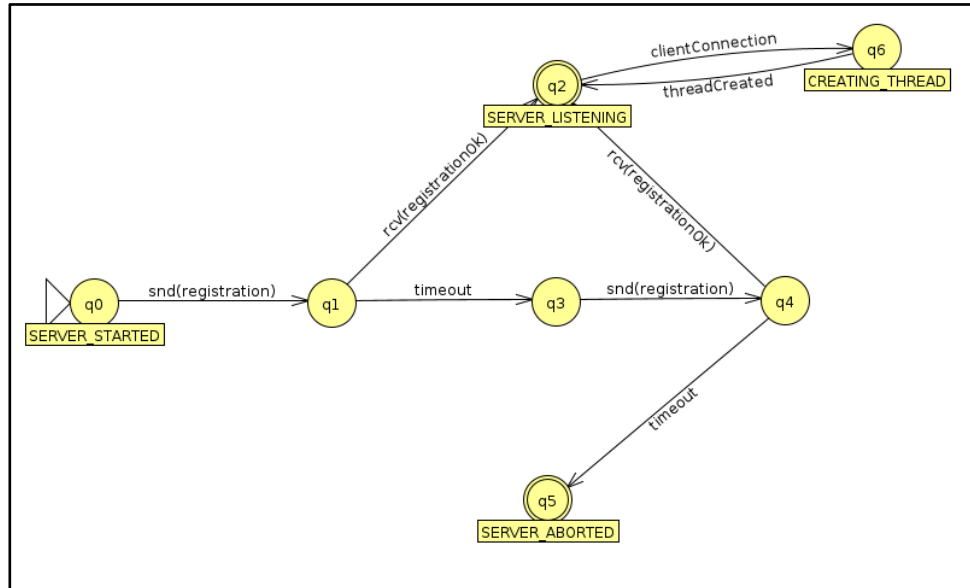 clientConnection
q6
CREATING_THREAD
threadCreated
q2
SERVER_LISTENING
rcv(registrationOk)
rcv(registrationOk)
q0
SERVER_STARTED
snd(registration)
q1
timeout
q3
snd(registration)
q4
timeout
q5
SERVER_ABORTED